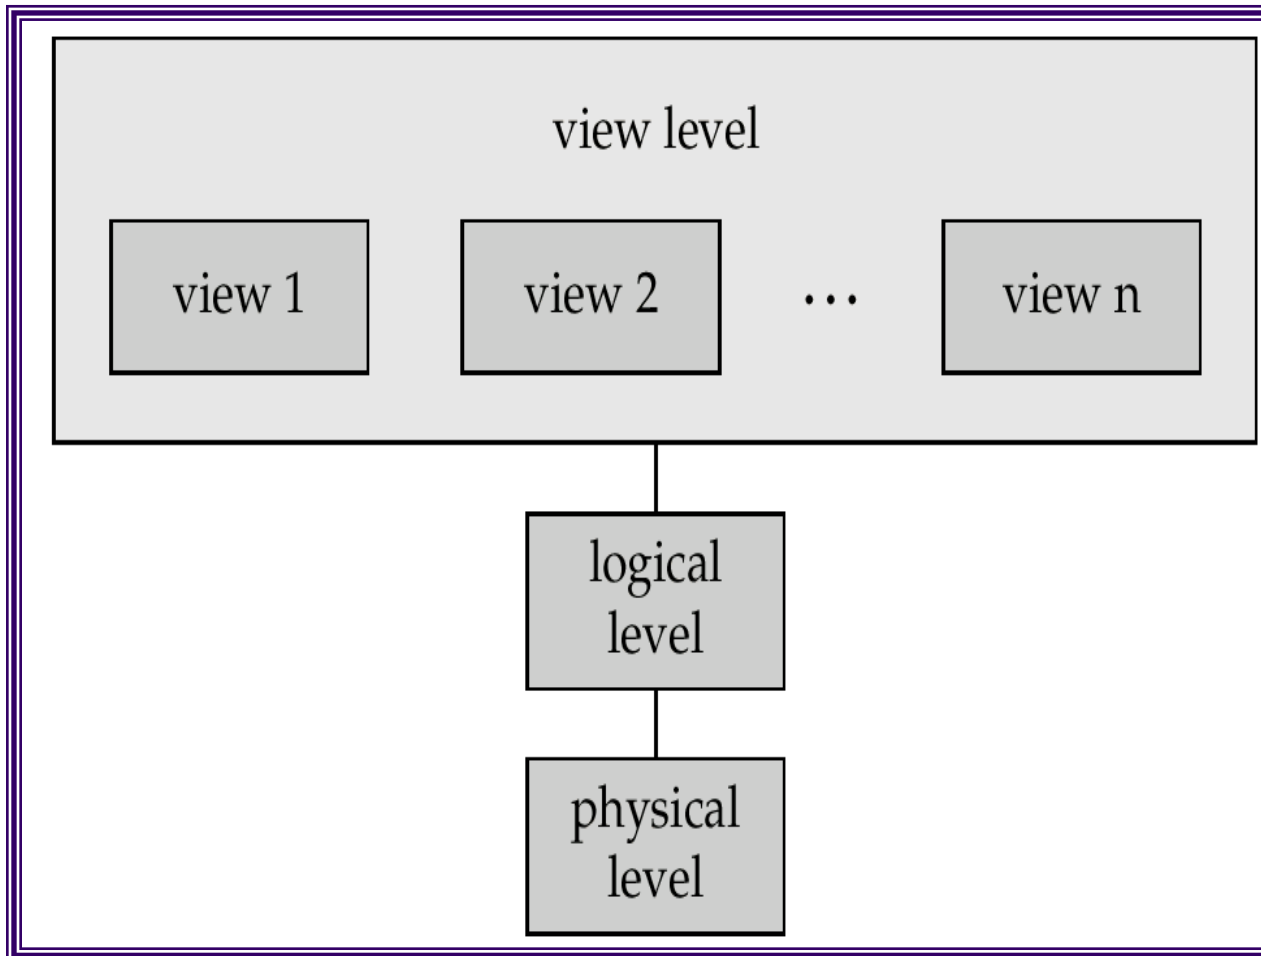 view level
view 1
view 2
...
view n
logical
level
physical
level